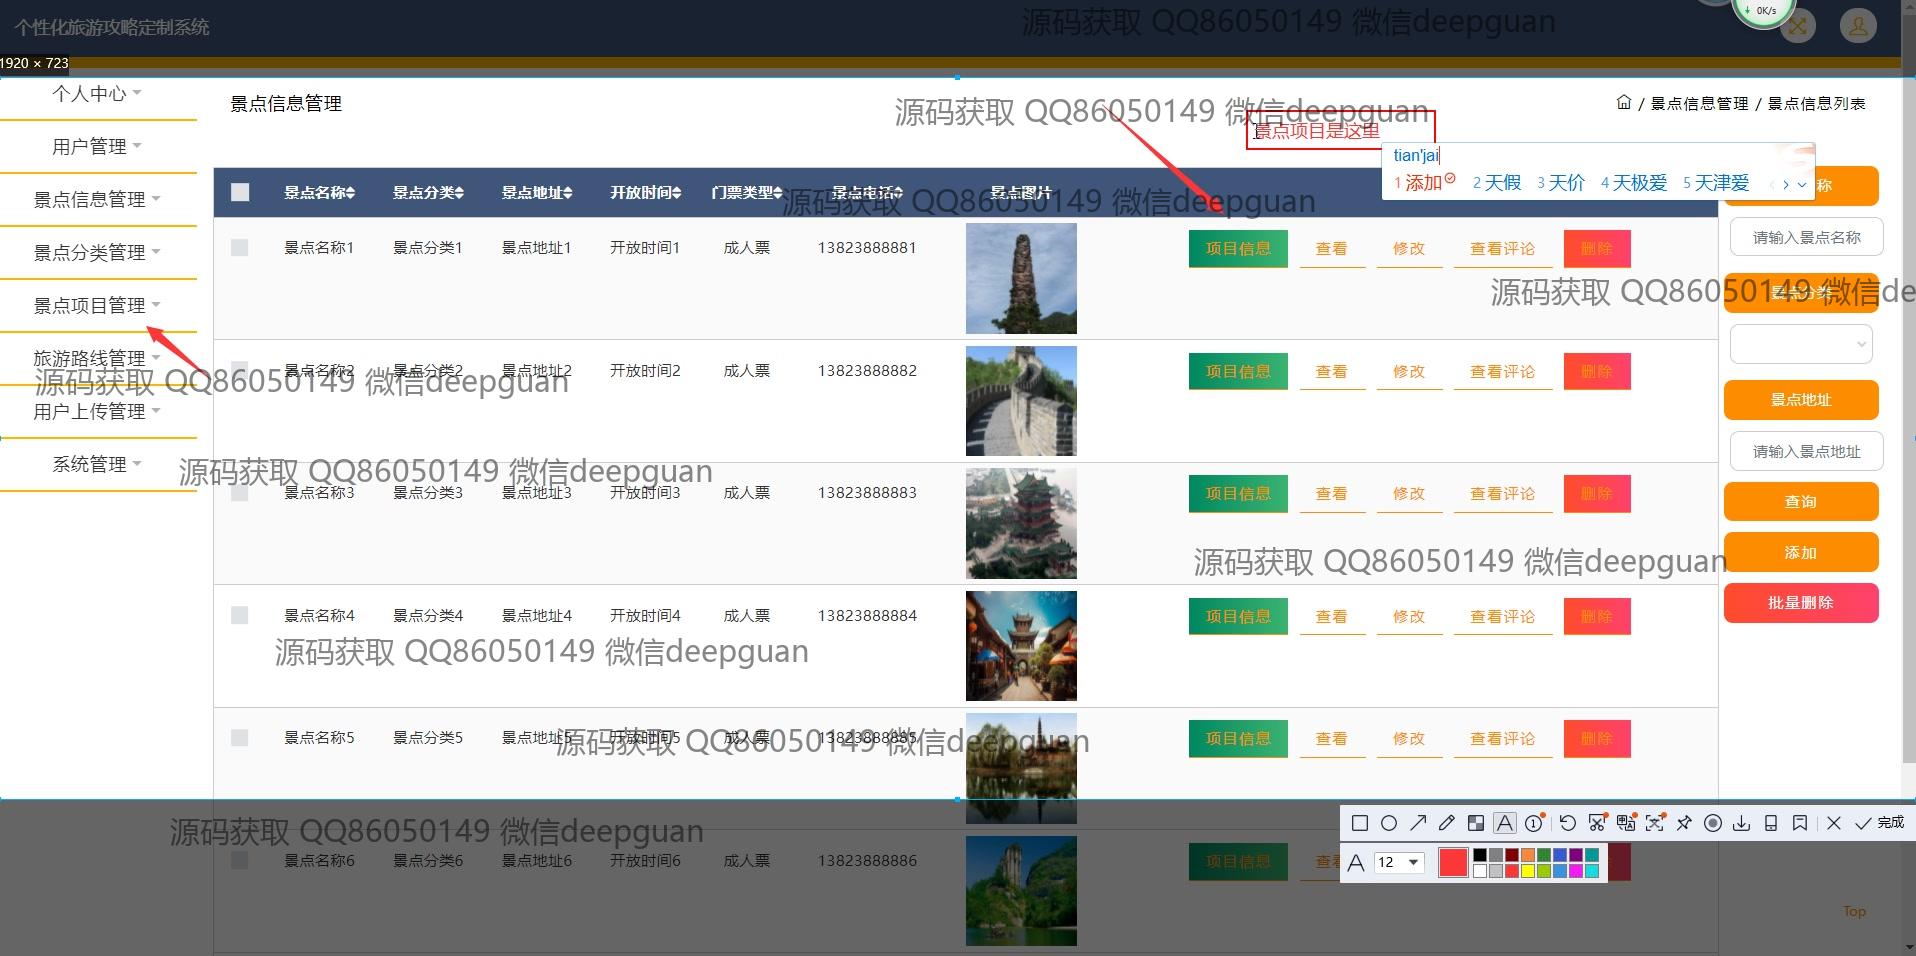 个性化旅游攻略定制系统
源码获取 QQ86050149 微信deepguan
0K/s
1920 × 723
个人中心
用户管理
景点信息管理
景点分类管理
景点项目管理
旅游路线管理
用户上传管理
系统管理
景点信息管理
源码获取 QQ86050149 微信deepguan
/ 景点信息管理 / 景点信息列表
景点项目是这里
tian'jai
1 添加 2 天假 3 天价 4 天极爱 5 天津爱
景点名称 景点分类 景点地址 开放时间 门票类型 景点电话 景点图片
源码获取 QQ86050149 微信deepguan
景点名称1 景点分类1 景点地址1 开放时间1 成人票 13823888881 项目信息 查看 修改 查看评论 删除
景点名称2 景点分类2 景点地址2 开放时间2 成人票 13823888882 项目信息 查看 修改 查看评论 删除
源码获取 QQ86050149 微信deepguan
景点名称3 景点分类3 景点地址3 开放时间3 成人票 13823888883 项目信息 查看 修改 查看评论 删除
源码获取 QQ86050149 微信deepguan
源码获取 QQ86050149 微信deepguan
景点名称4 景点分类4 景点地址4 开放时间4 成人票 13823888884 项目信息 查看 修改 查看评论 删除
源码获取 QQ86050149 微信deepguan
景点名称5 景点分类5 景点地址5 开放时间5 成人票 13823888885 项目信息 查看 修改 查看评论 删除
源码获取 QQ86050149 微信deepguan
源码获取 QQ86050149 微信deepguan
景点名称6 景点分类6 景点地址6 开放时间6 成人票 13823888886 项目信息 查看
称
请输入景点名称
源码获取 QQ86050149 微信de
景点分类
景点地址
请输入景点地址
查询
添加
批量删除
完成
12
Top